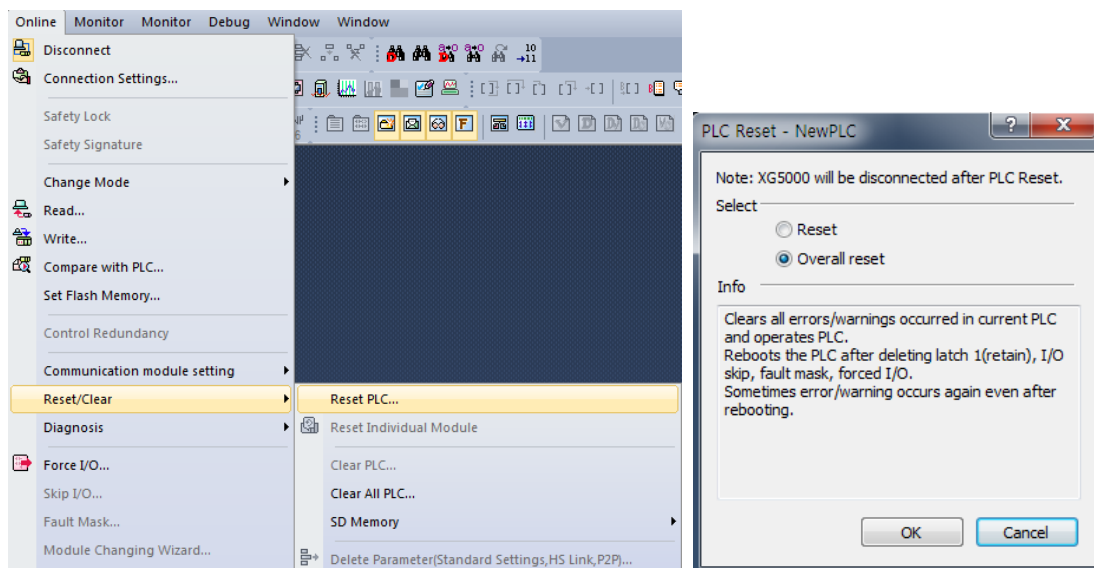 Online Monitor Monitor Debug Window Window
Disconnect
Connection Settings...
Safety Lock
Safety Signature
Change Mode
Read...
Write...
Compare with PLC...
Set Flash Memory...
Control Redundancy
Communication module setting
Reset/Clear
Diagnosis
Force I/O...
Skip I/O...
Fault Mask...
Module Changing Wizard...
Reset PLC...
Reset Individual Module
Clear PLC...
Clear All PLC...
SD Memory
Delete Parameter(Standard Settings,HS Link,P2P)...
PLC Reset - NewPLC
Note: XG5000 will be disconnected after PLC Reset.
Select
Reset
Overall reset
Info
Clears all errors/warnings occurred in current PLC
and operates PLC.
Reboots the PLC after deleting latch 1(retain), I/O
skip, fault mask, forced I/O.
Sometimes error/warning occurs again even after
rebooting.
OK Cancel